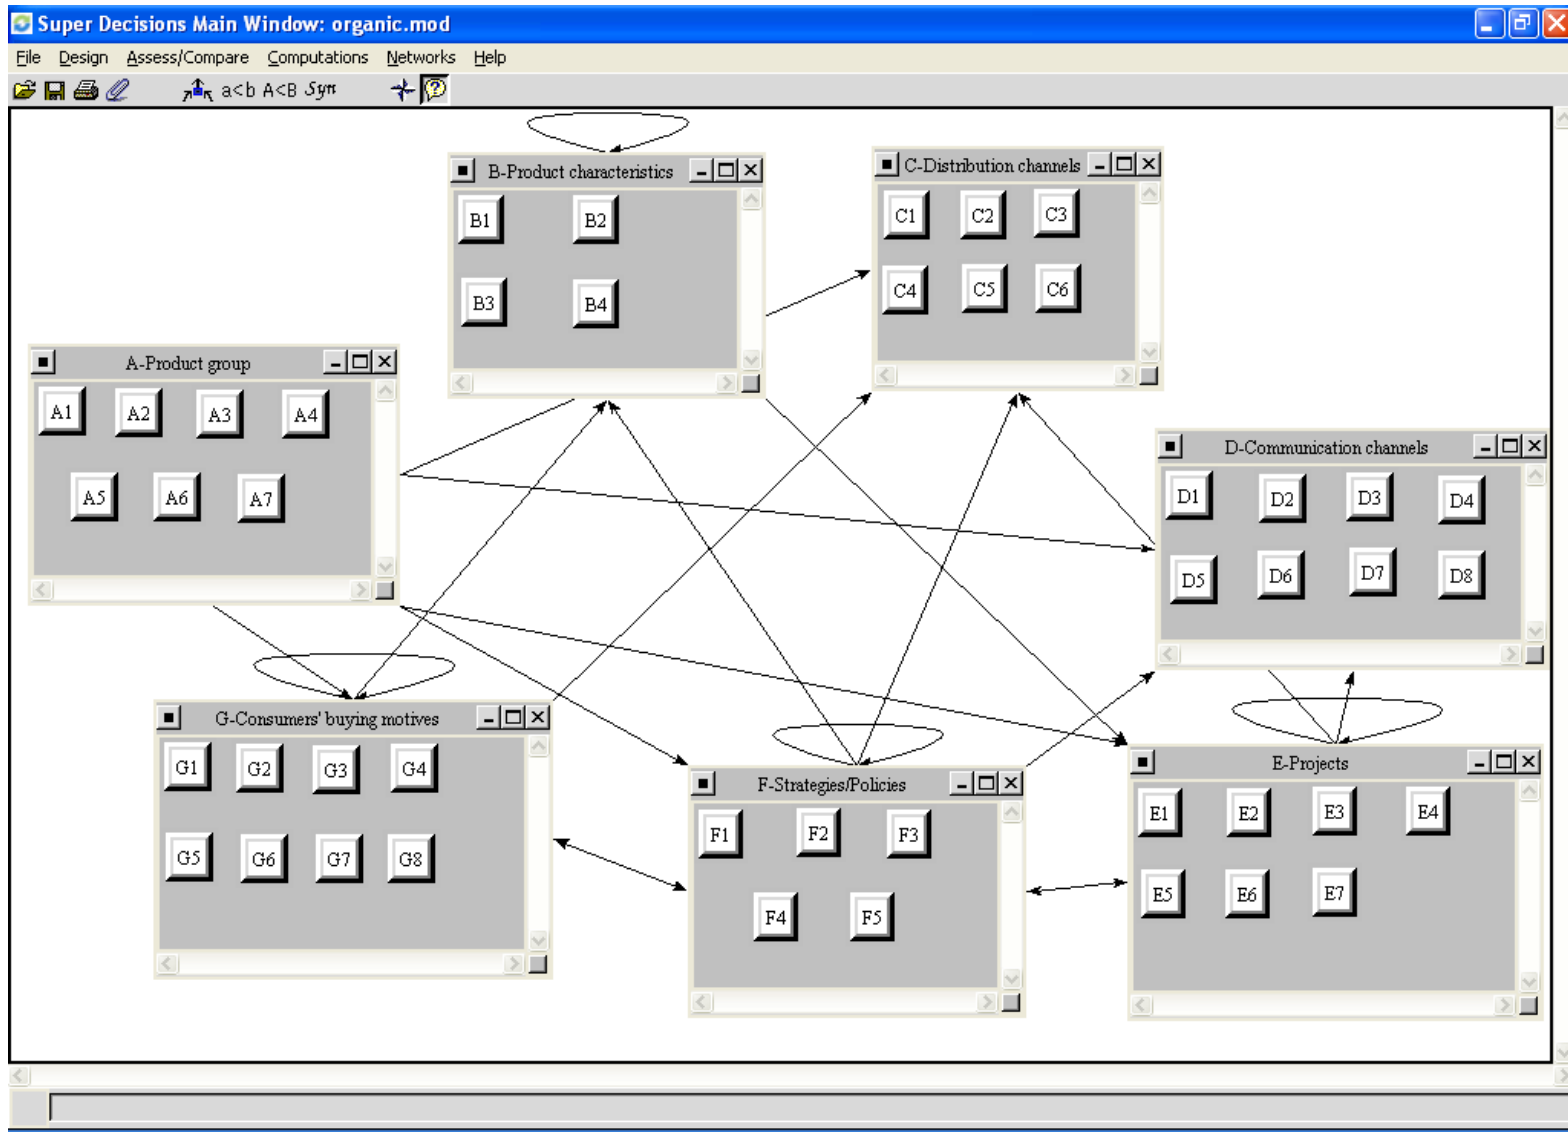 Super Decisions Main Window: organic.mod
File Design Assess/Compare Computations Networks Help
a<b A<B Syn
B-Product characteristics
B1 B2
B3 B4
C-Distribution channels
C1 C2 C3
C4 C5 C6
A-Product group
A1 A2 A3 A4
A5 A6 A7
D-Communication channels
D1 D2 D3 D4
D5 D6 D7 D8
G-Consumers' buying motives
G1 G2 G3 G4
G5 G6 G7 G8
F-Strategies/Policies
F1 F2 F3
F4 F5
E-Projects
E1 E2 E3 E4
E5 E6 E7